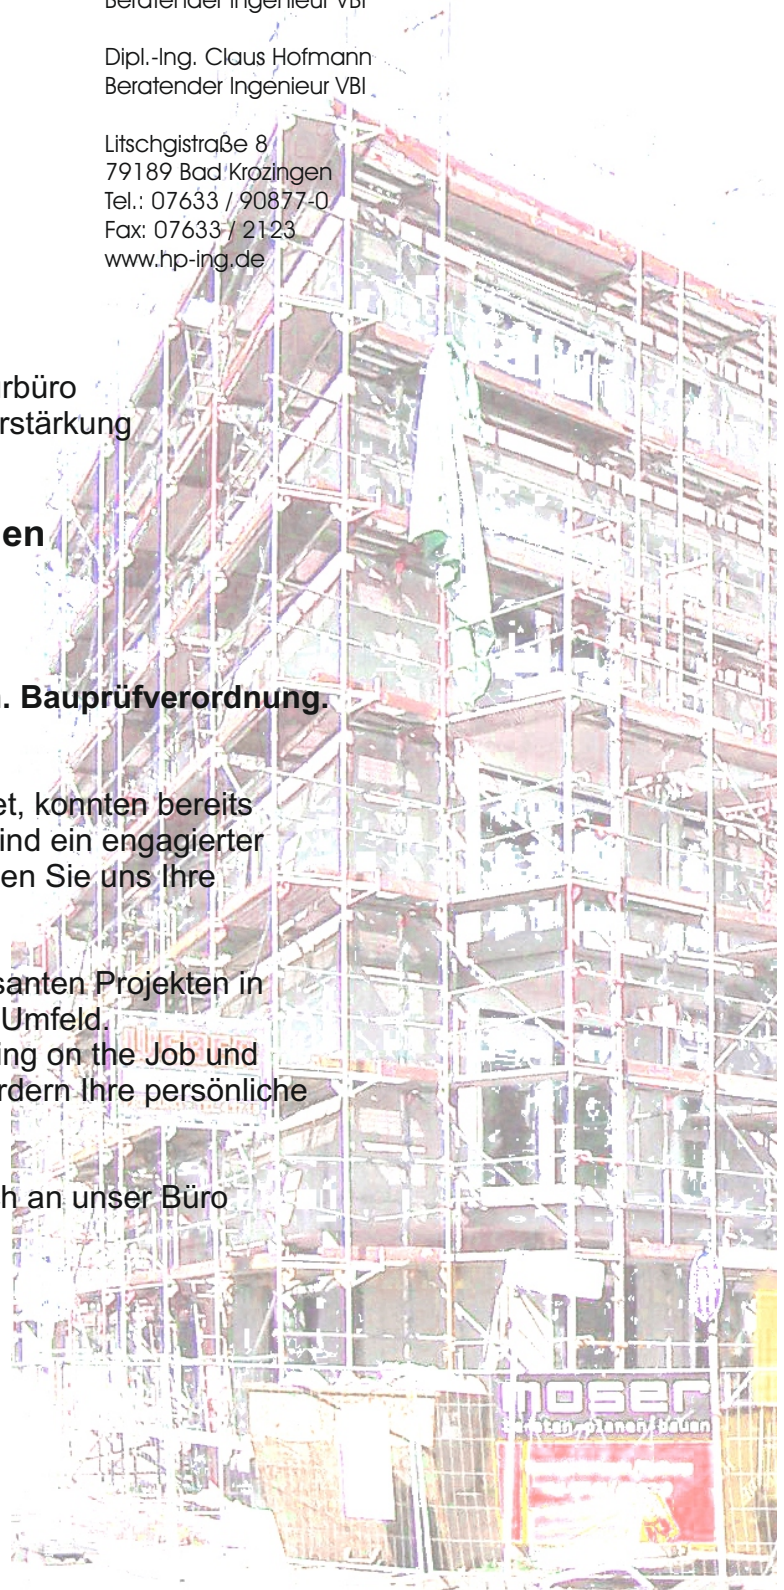 Beratender Ingenieur VBI
Dipl.-Ing. Claus Hofmann
Beratender Ingenieur VBI
Litschgistraße 8
79189 Bad Krozingen
Tel.: 07633 / 90877-0
Fax: 07633 / 2123
www.hp-ing.de
rbüro
rstärkung
en
. Bauprüfverordnung.
et, konnten bereits
ind ein engagierter
en Sie uns Ihre
santen Projekten in
Umfeld.
ing on the Job und
rdern Ihre persönliche
h an unser Büro
moser
beraten planen bauen